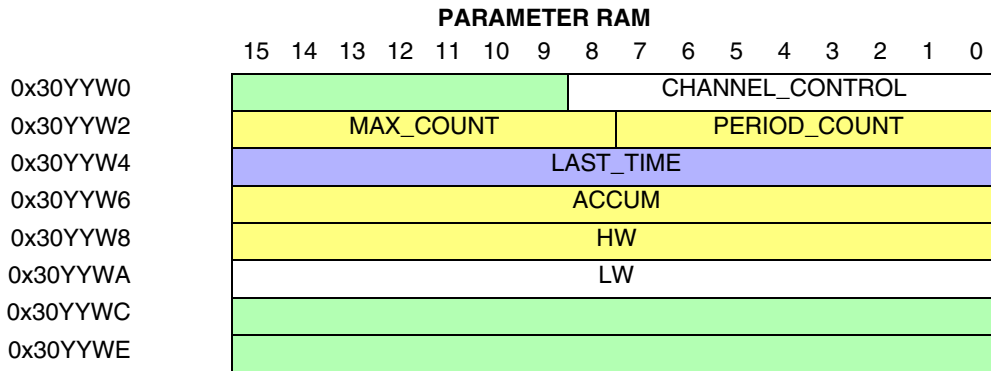 PARAMETER RAM
15 14 13 12 11 10 9 8 7 6 5 4 3 2 1 0
0x30YYW0 CHANNEL_CONTROL
0x30YYW2 MAX_COUNT PERIOD_COUNT
0x30YYW4 LAST_TIME
0x30YYW6 ACCUM
0x30YYW8 HW
0x30YYWA LW
0x30YYWC
0x30YYWE